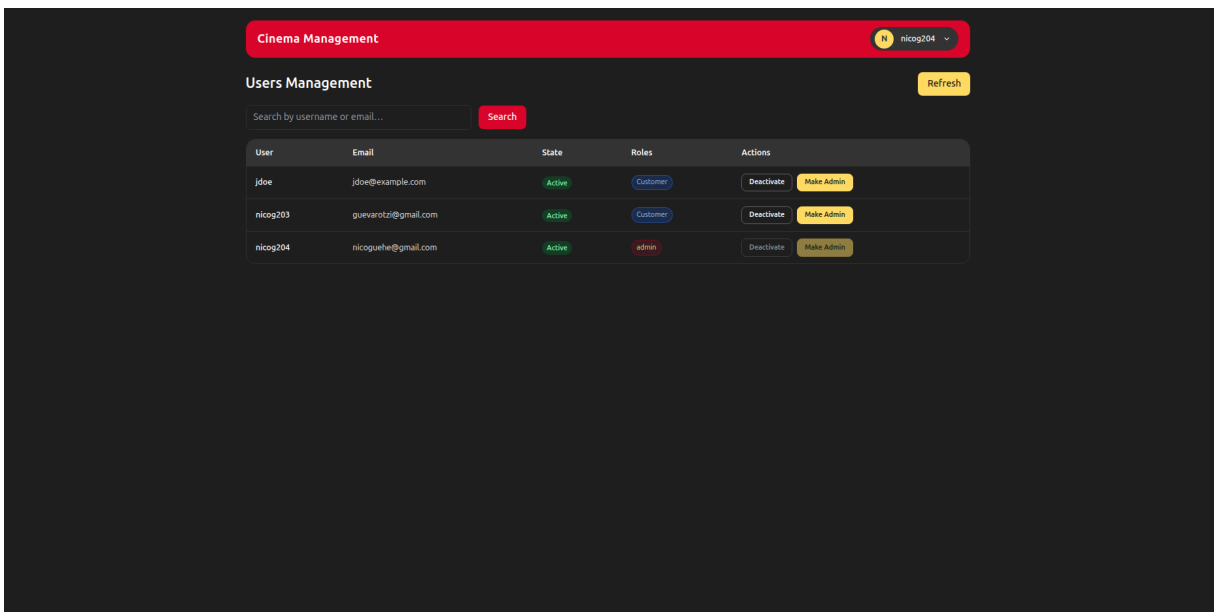 Cinema Management
N nicog204
Users Management
Refresh
Search by username or email...
Search
User Email State Roles Actions
jdoe jdoe@example.com Active Customer Deactivate Make Admin
nicog203 guevarotzi@gmail.com Active Customer Deactivate Make Admin
nicog204 nicoguehe@gmail.com Active admin Deactivate Make Admin